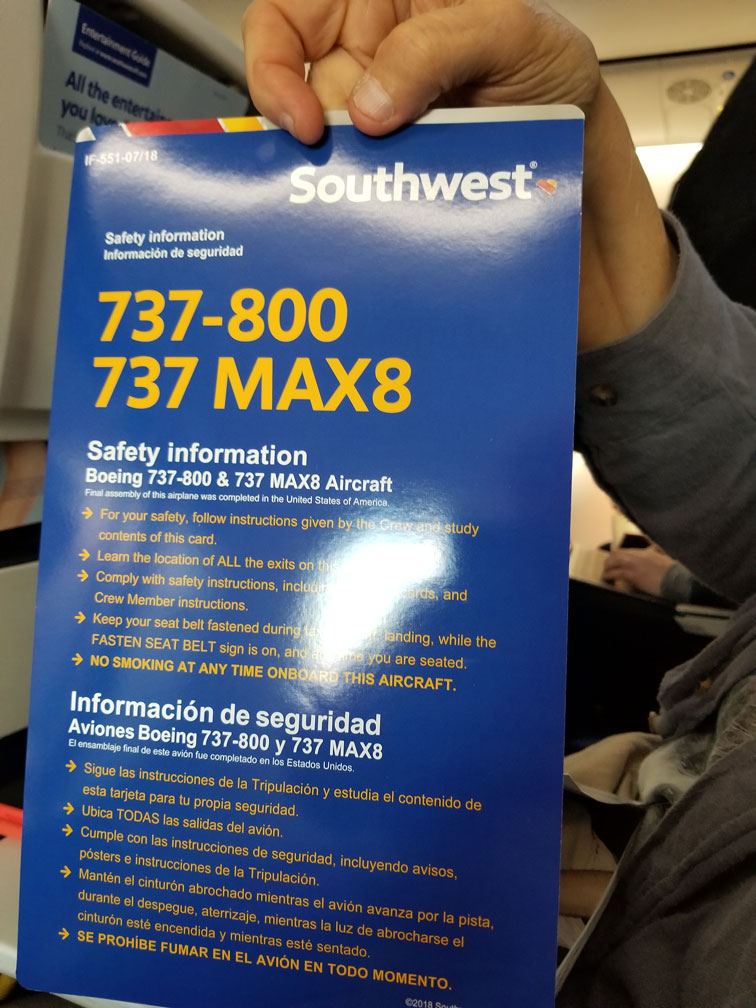 Entertainment Guide
All the entertai
you lov
IF-551-07/18
Southwest®
Safety information
Información de seguridad
737-800
737 MAX8
Safety information
Boeing 737-800 & 737 MAX8 Aircraft
Final assembly of this airplane was completed in the United States of America.
→ For your safety, follow instructions given by the Crew and study
contents of this card.
→ Learn the location of ALL the exits on
→ Comply with safety instructions, and
Crew Member instructions.
→ Keep your seat belt fastened during landing, while the
FASTEN SEAT BELT sign is on, and you are seated.
→ NO SMOKING AT ANY TIME ONBOARD THIS AIRCRAFT.
Información de seguridad
Aviones Boeing 737-800 y 737 MAX8
El ensamblaje final de este avión fue completado en los Estados Unidos.
→ Sigue las instrucciones de la Tripulación y estudia el contenido de
esta tarjeta para tu propia seguridad.
→ Ubica TODAS las salidas del avión.
→ Cumple con las instrucciones de seguridad, incluyendo avisos,
pósters e instrucciones de la Tripulación.
→ Mantén el cinturón abrochado mientras el avión avanza por la pista,
durante el despegue, aterrizaje, mientras la luz de abrocharse el
cinturón esté encendida y mientras esté sentado.
→ SE PROHÍBE FUMAR EN EL AVIÓN EN TODO MOMENTO.
©2018 South